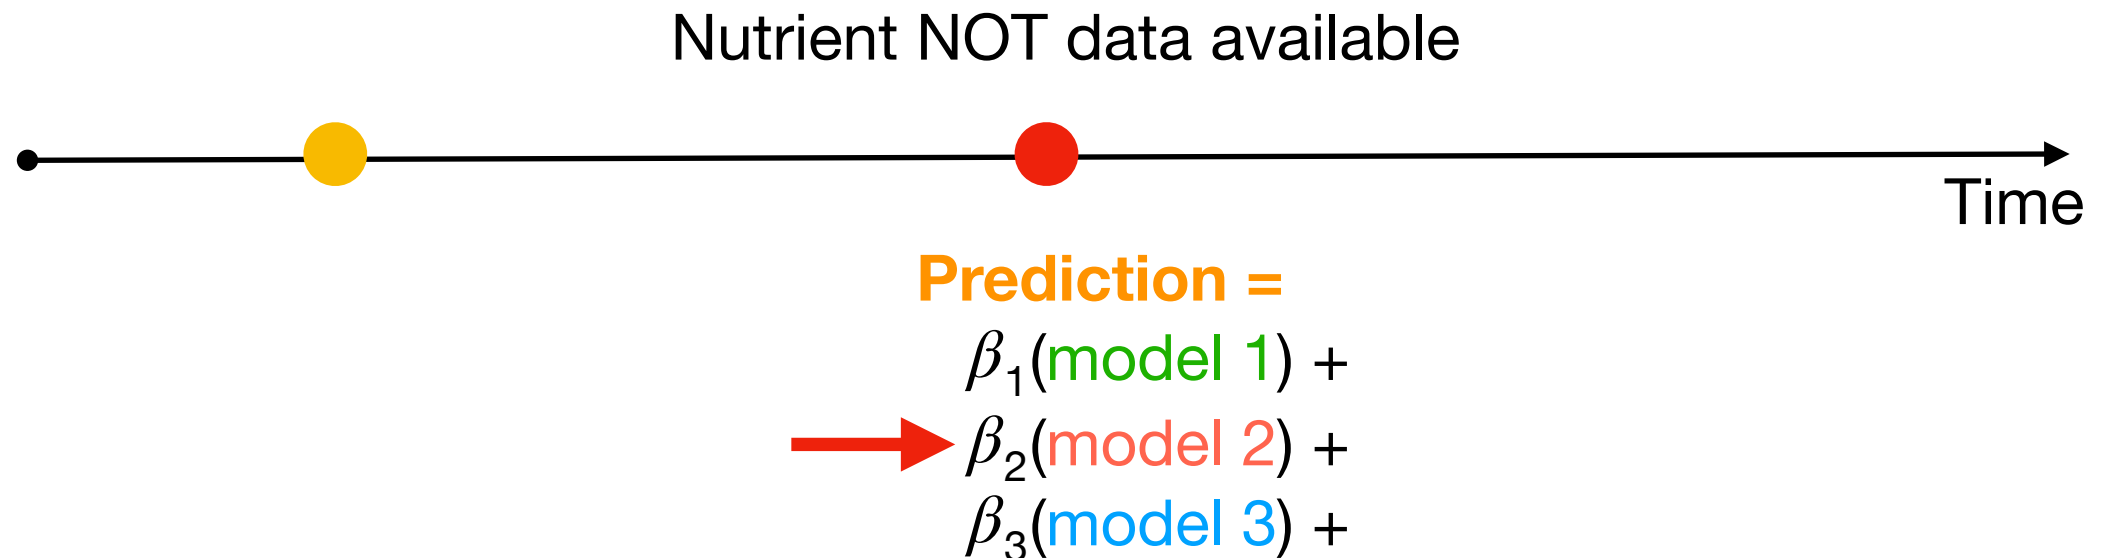 Nutrient NOT data available
Time
Prediction =
β₁(model 1) +
β₂(model 2) +
β₃(model 3) +